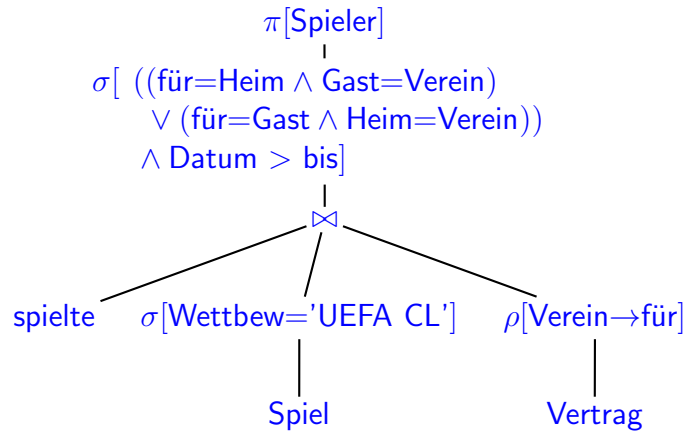 π[Spieler]
σ[ ((für=Heim ∧ Gast=Verein)
∨ (für=Gast ∧ Heim=Verein))
∧ Datum > bis]
⋈
spielte σ[Wettbew='UEFA CL'] ρ[Verein→für]
Spiel Vertrag